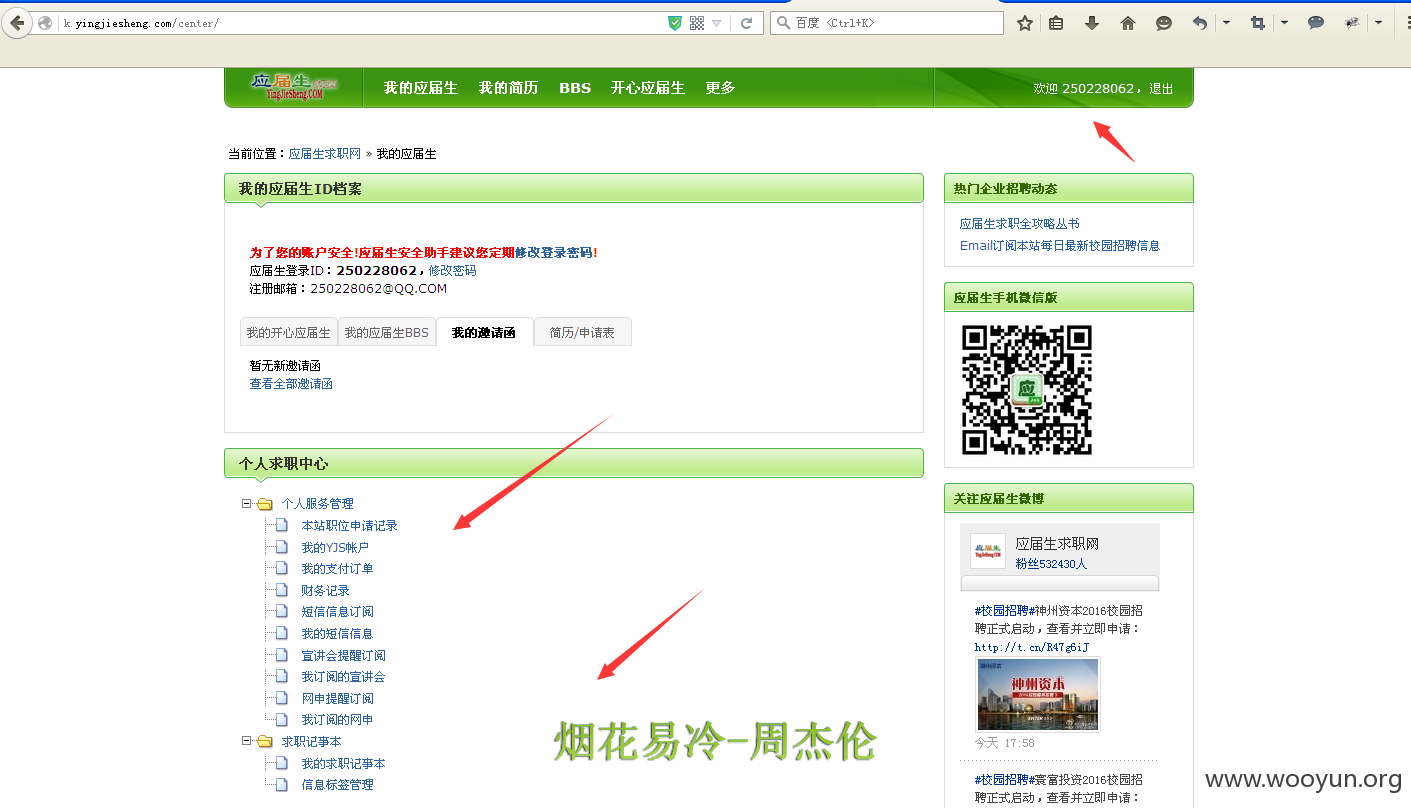 k.yingjiesheng.com/center/
百度 <Ctrl+K>
应届生
YingJieSheng.COM
我的应届生 我的简历 BBS 开心应届生 更多
欢迎 250228062，退出
当前位置：应届生求职网 » 我的应届生
我的应届生ID档案
为了您的账户安全!应届生安全助手建议您定期修改登录密码!
应届生登录ID：250228062，修改密码
注册邮箱：250228062@QQ.COM
我的开心应届生 我的应届生BBS 我的邀请函 简历/申请表
暂无新邀请函
查看全部邀请函
个人求职中心
个人服务管理
本站职位申请记录
我的YJS帐户
我的支付订单
财务记录
短信信息订阅
我的短信信息
宣讲会提醒订阅
我订阅的宣讲会
网申提醒订阅
我订阅的网申
求职记事本
我的求职记事本
信息标签管理
热门企业招聘动态
应届生求职全攻略丛书
Email订阅本站每日最新校园招聘信息
应届生手机微信版
应
Job
关注应届生微博
应届生
YingJieSheng.COM
应届生求职网
粉丝532430人
#校园招聘#神州资本2016校园招
聘正式启动，查看并立即申请：
http://t.cn/R47g6iJ
神州资本
今天 17:58
#校园招聘#寰富投资2016校园招
聘正式启动，查看并立即申请：
烟花易冷-周杰伦
www.wooyun.org